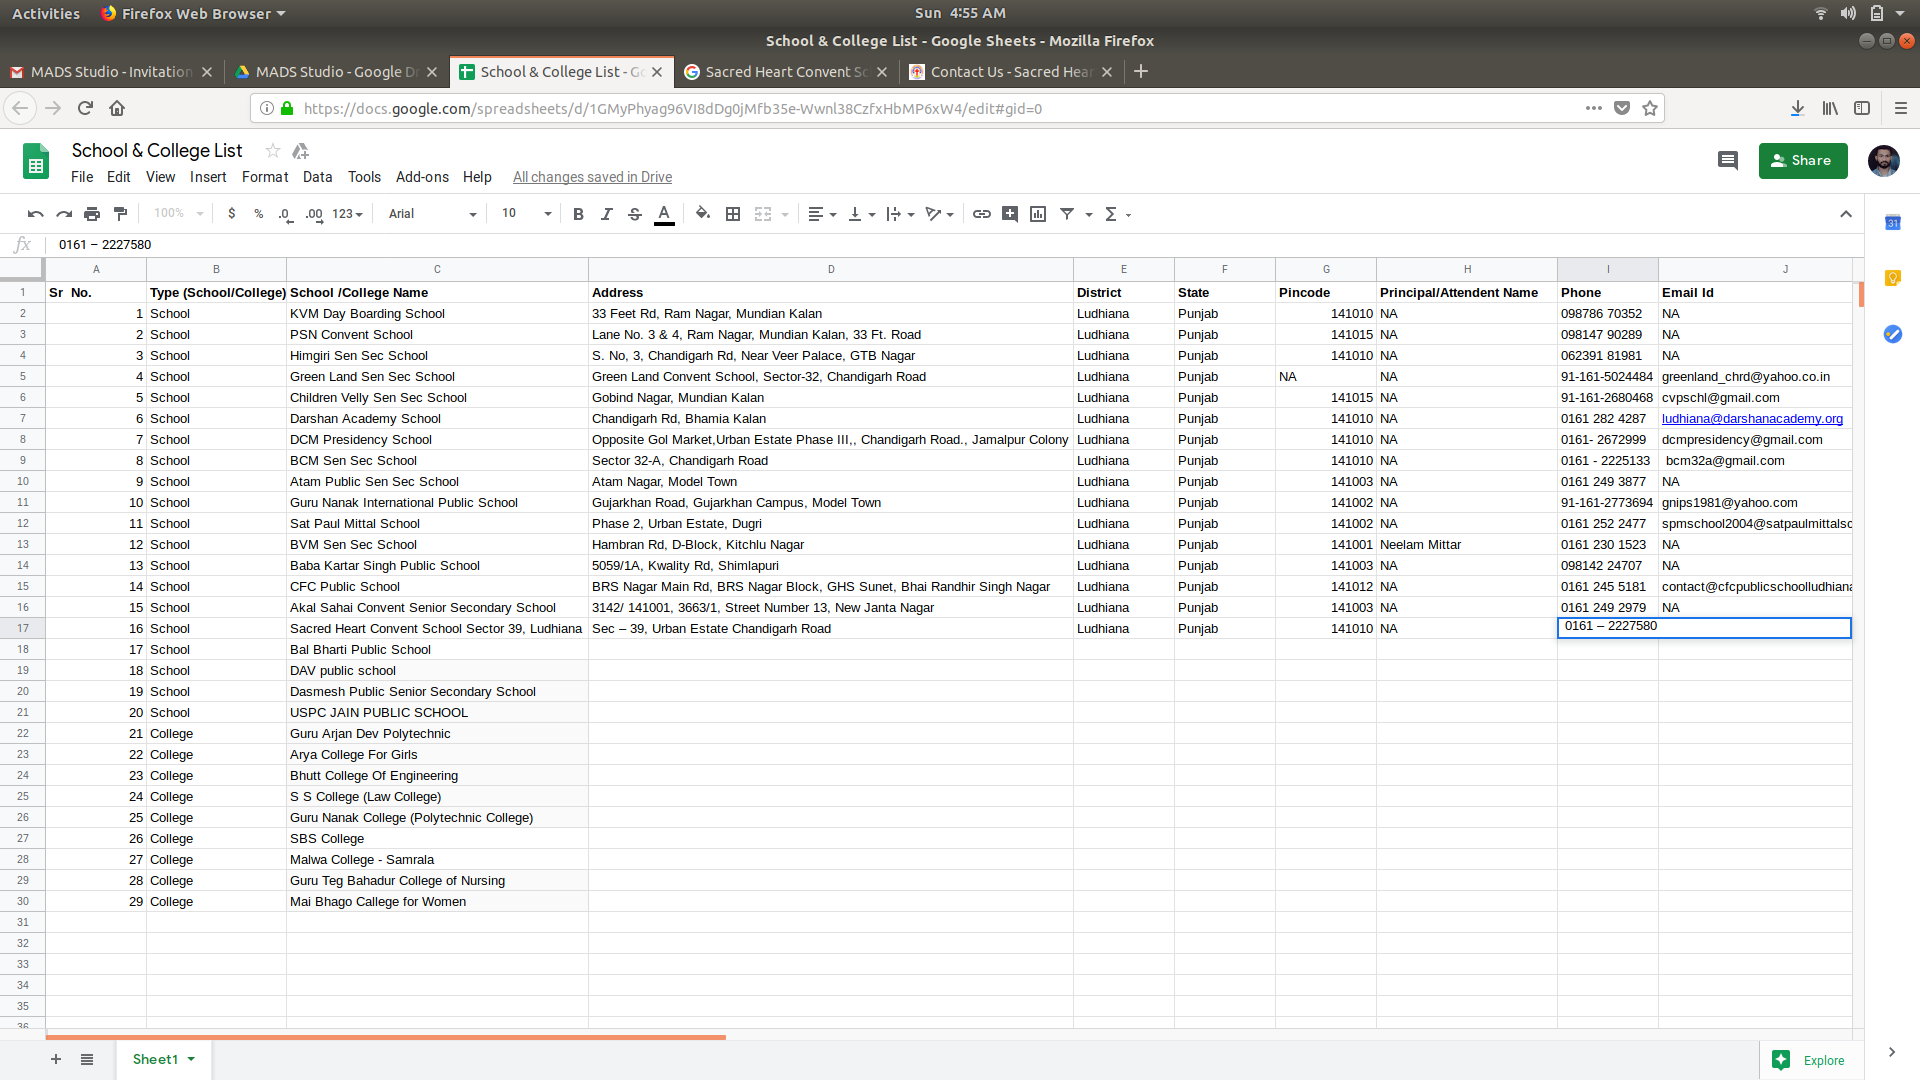 Activities Firefox Web Browser Sun 4:55 AM
School & College List - Google Sheets - Mozilla Firefox
MADS Studio - Invitation MADS Studio - Google Dr School & College List - Go Sacred Heart Convent Sc Contact Us - Sacred Hear
https://docs.google.com/spreadsheets/d/1GMyPhyag96VI8dDg0jMfb35e-Wwnl38CzfxHbMP6xW4/edit#gid=0
School & College List
Share
File Edit View Insert Format Data Tools Add-ons Help All changes saved in Drive
100% $ % .0 .00 123 Arial 10 B I S A
31
fx 0161 – 2227580
A B C D E F G H I J
1 Sr No. Type (School/College) School /College Name Address District State Pincode Principal/Attendent Name Phone Email Id
2 1 School KVM Day Boarding School 33 Feet Rd, Ram Nagar, Mundian Kalan Ludhiana Punjab 141010 NA 098786 70352 NA
3 2 School PSN Convent School Lane No. 3 & 4, Ram Nagar, Mundian Kalan, 33 Ft. Road Ludhiana Punjab 141015 NA 098147 90289 NA
4 3 School Himgiri Sen Sec School S. No, 3, Chandigarh Rd, Near Veer Palace, GTB Nagar Ludhiana Punjab 141010 NA 062391 81981 NA
5 4 School Green Land Sen Sec School Green Land Convent School, Sector-32, Chandigarh Road Ludhiana Punjab NA NA 91-161-5024484 greenland_chrd@yahoo.co.in
6 5 School Children Velly Sen Sec School Gobind Nagar, Mundian Kalan Ludhiana Punjab 141015 NA 91-161-2680468 cvpschl@gmail.com
7 6 School Darshan Academy School Chandigarh Rd, Bhamia Kalan Ludhiana Punjab 141010 NA 0161 282 4287 ludhiana@darshanacademy.org
8 7 School DCM Presidency School Opposite Gol Market,Urban Estate Phase III,, Chandigarh Road., Jamalpur Colony Ludhiana Punjab 141010 NA 0161- 2672999 dcmpresidency@gmail.com
9 8 School BCM Sen Sec School Sector 32-A, Chandigarh Road Ludhiana Punjab 141010 NA 0161 - 2225133 bcm32a@gmail.com
10 9 School Atam Public Sen Sec School Atam Nagar, Model Town Ludhiana Punjab 141003 NA 0161 249 3877 NA
11 10 School Guru Nanak International Public School Gujarkhan Road, Gujarkhan Campus, Model Town Ludhiana Punjab 141002 NA 91-161-2773694 gnips1981@yahoo.com
12 11 School Sat Paul Mittal School Phase 2, Urban Estate, Dugri Ludhiana Punjab 141002 NA 0161 252 2477 spmschool2004@satpaulmittalsc
13 12 School BVM Sen Sec School Hambran Rd, D-Block, Kitchlu Nagar Ludhiana Punjab 141001 Neelam Mittar 0161 230 1523 NA
14 13 School Baba Kartar Singh Public School 5059/1A, Kwality Rd, Shimlapuri Ludhiana Punjab 141003 NA 098142 24707 NA
15 14 School CFC Public School BRS Nagar Main Rd, BRS Nagar Block, GHS Sunet, Bhai Randhir Singh Nagar Ludhiana Punjab 141012 NA 0161 245 5181 contact@cfcpublicschoolludhiana
16 15 School Akal Sahai Convent Senior Secondary School 3142/ 141001, 3663/1, Street Number 13, New Janta Nagar Ludhiana Punjab 141003 NA 0161 249 2979 NA
17 16 School Sacred Heart Convent School Sector 39, Ludhiana Sec – 39, Urban Estate Chandigarh Road Ludhiana Punjab 141010 NA 0161 – 2227580
18 17 School Bal Bharti Public School
19 18 School DAV public school
20 19 School Dasmesh Public Senior Secondary School
21 20 School USPC JAIN PUBLIC SCHOOL
22 21 College Guru Arjan Dev Polytechnic
23 22 College Arya College For Girls
24 23 College Bhutt College Of Engineering
25 24 College S S College (Law College)
26 25 College Guru Nanak College (Polytechnic College)
27 26 College SBS College
28 27 College Malwa College - Samrala
29 28 College Guru Teg Bahadur College of Nursing
30 29 College Mai Bhago Callege for Women
31
32
33
34
35
36
Sheet1 Explore